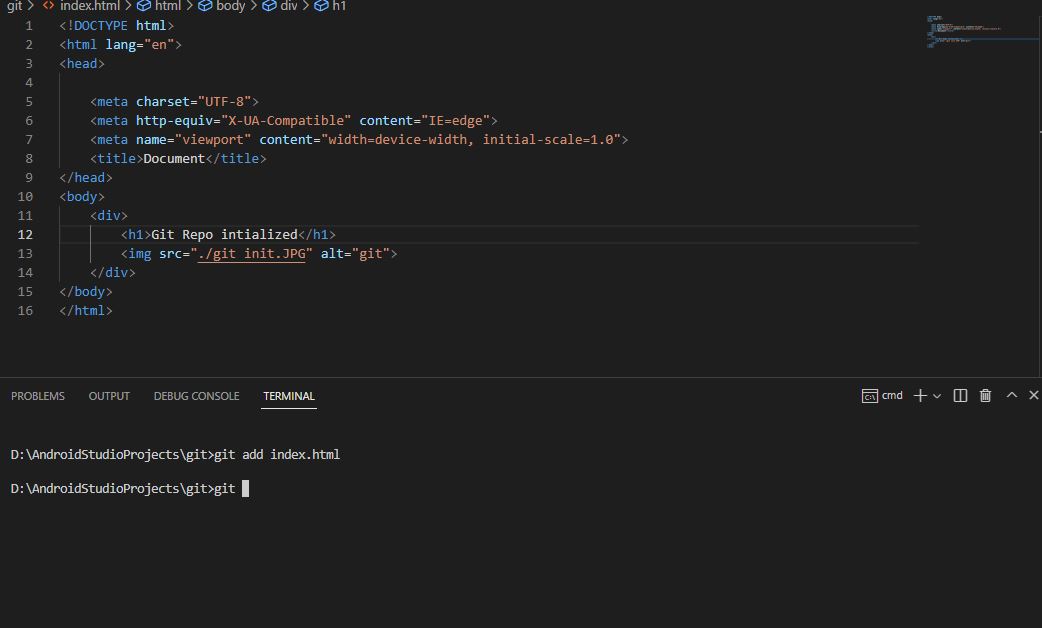 git > index.html > html > body > div > h1
1 <!DOCTYPE html>
2 <html lang="en">
3 <head>
4
5 <meta charset="UTF-8">
6 <meta http-equiv="X-UA-Compatible" content="IE=edge">
7 <meta name="viewport" content="width=device-width, initial-scale=1.0">
8 <title>Document</title>
9 </head>
10 <body>
11 <div>
12 <h1>Git Repo intialized</h1>
13 <img src="./git init.JPG" alt="git">
14 </div>
15 </body>
16 </html>
PROBLEMS OUTPUT DEBUG CONSOLE TERMINAL cmd
D:\AndroidStudioProjects\git>git add index.html
D:\AndroidStudioProjects\git>git